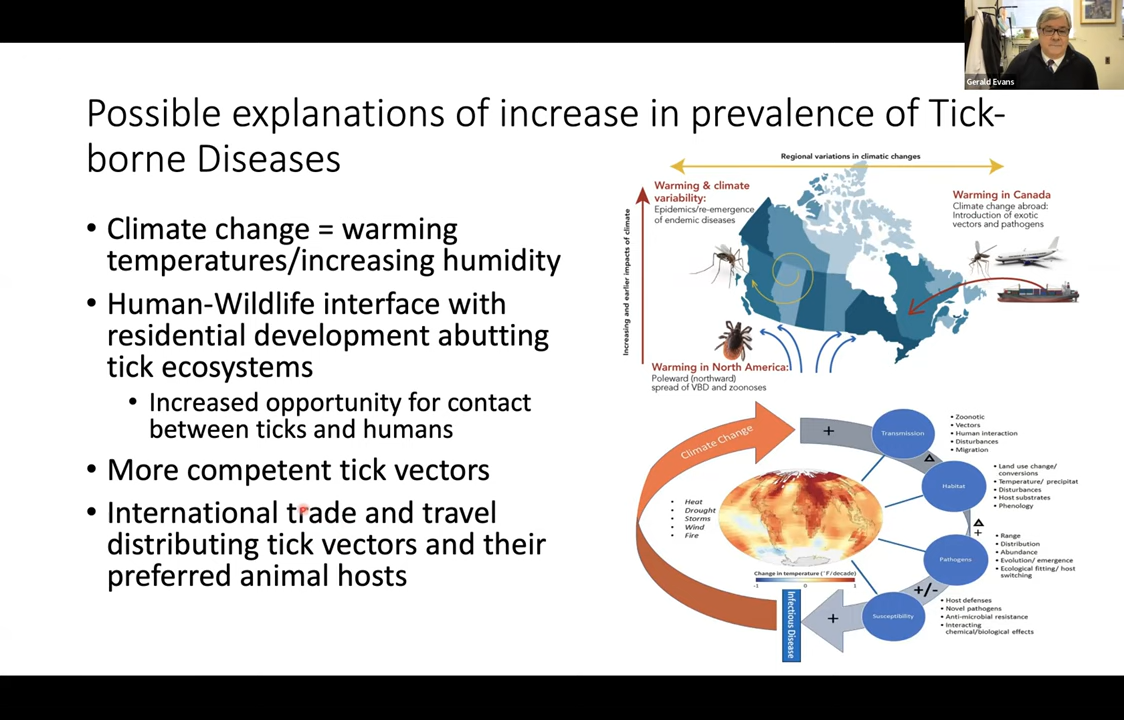 Gerald Evans
Possible explanations of increase in prevalence of Tick-
borne Diseases
• Climate change = warming
temperatures/increasing humidity
• Human-Wildlife interface with
residential development abutting
tick ecosystems
• Increased opportunity for contact
between ticks and humans
• More competent tick vectors
• International trade and travel
distributing tick vectors and their
preferred animal hosts
Regional variations in climatic changes
Increasing and earlier impacts of climate
Warming & climate
variability:
Epidemics/re-emergence
of endemic diseases
Warming in Canada
Climate change abroad:
Introduction of exotic
vectors and pathogens
Warming in North America:
Poleward (northward)
spread of VBD and zoonoses
Climate Change
+
Transmission
• Zoonotic
• Vectors
• Human interaction
• Disturbances
• Migration
Δ
Habitat
• Land use change/
conversions
• Temperature/ precipitat
• Disturbances
• Host substrates
• Phenology
Δ
+
Pathogens
• Range
• Distribution
• Abundance
• Evolution/ emergence
• Ecological fitting/ host
switching
+/-
Susceptibility
• Host defenses
• Novel pathogens
• Anti-microbial resistance
• Interacting
chemical/biological effects
+
Infectious Disease
• Heat
• Drought
• Storms
• Wind
• Fire
Change in temperature (°F/decade)
-1 0 1